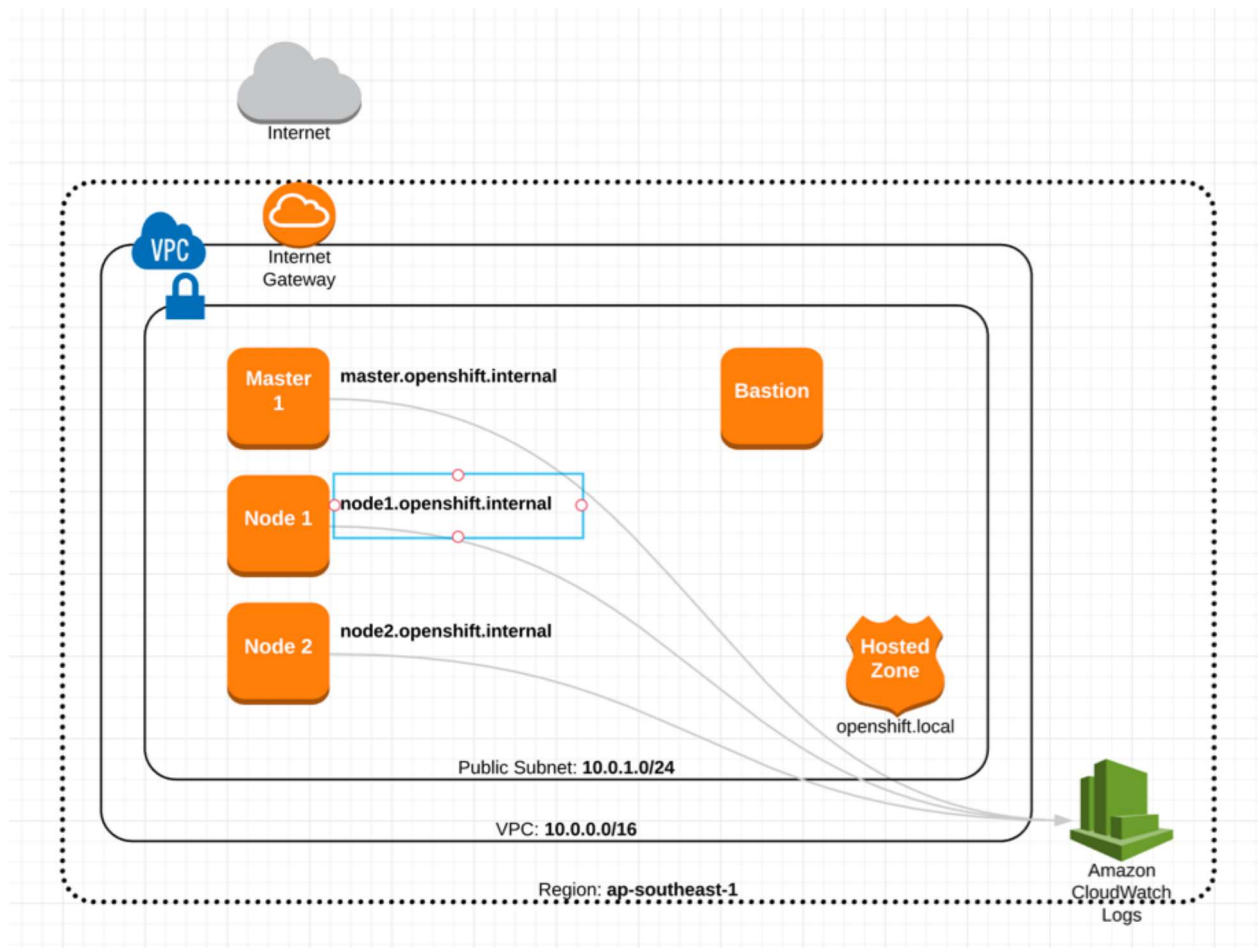 Internet
VPC
Internet
Gateway
Master
1
master.openshift.internal
Bastion
Node 1
node1.openshift.internal
Node 2
node2.openshift.internal
Hosted
Zone
openshift.local
Public Subnet: 10.0.1.0/24
VPC: 10.0.0.0/16
Region: ap-southeast-1
Amazon
CloudWatch
Logs